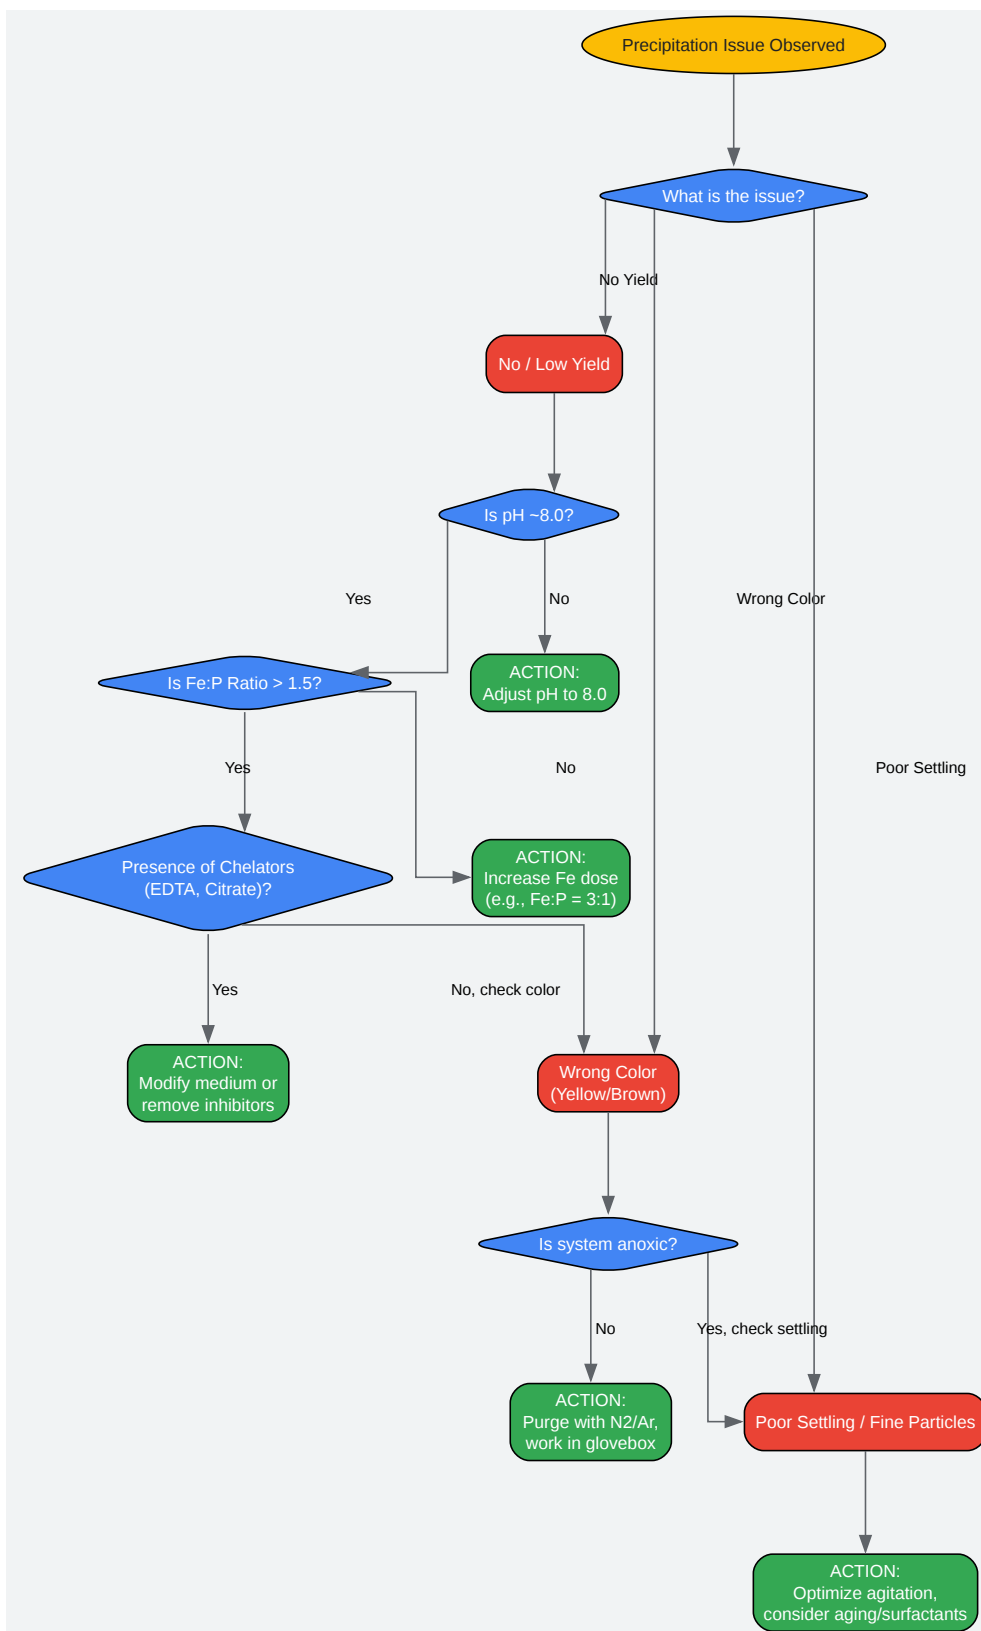 Precipitation Issue Observed
What is the issue?
No Yield
No / Low Yield
Is pH ~8.0?
Yes
No
Wrong Color
ACTION:
Adjust pH to 8.0
Is Fe:P Ratio > 1.5?
Yes
No
Poor Settling
Presence of Chelators
(EDTA, Citrate)?
ACTION:
Increase Fe dose
(e.g., Fe:P = 3:1)
Yes
No, check color
ACTION:
Modify medium or
remove inhibitors
Wrong Color
(Yellow/Brown)
Is system anoxic?
No
Yes, check settling
ACTION:
Purge with N2/Ar,
work in glovebox
Poor Settling / Fine Particles
ACTION:
Optimize agitation,
consider aging/surfactants